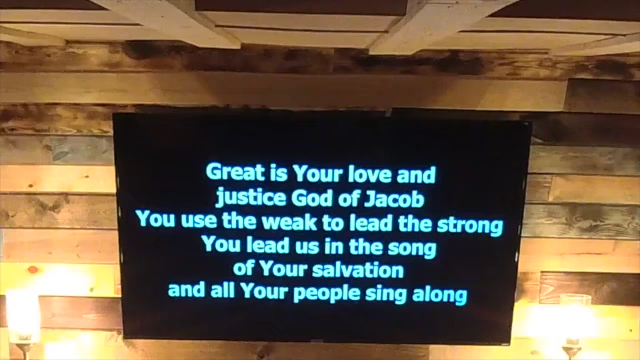 Great is Your love and
justice God of Jacob
You use the weak to lead the strong
You lead us in the song
of Your salvation
and all Your people sing along